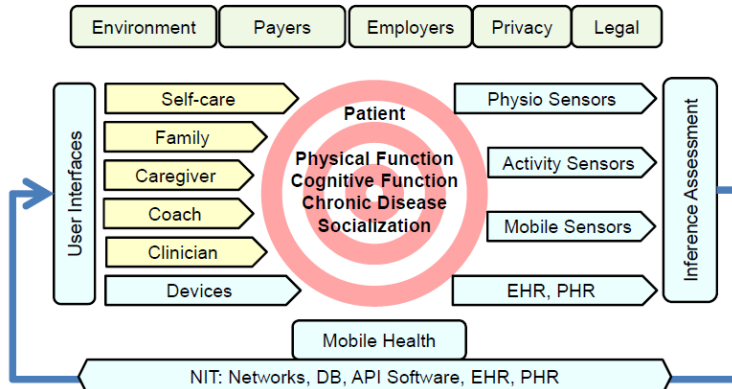 Environment
Payers
Employers
Privacy
Legal
User Interfaces
Self-care
Family
Caregiver
Coach
Clinician
Devices
Patient
Physical Function
Cognitive Function
Chronic Disease
Socialization
Physio Sensors
Activity Sensors
Mobile Sensors
EHR, PHR
Inference Assessment
Mobile Health
NIT: Networks, DB, API Software, EHR, PHR